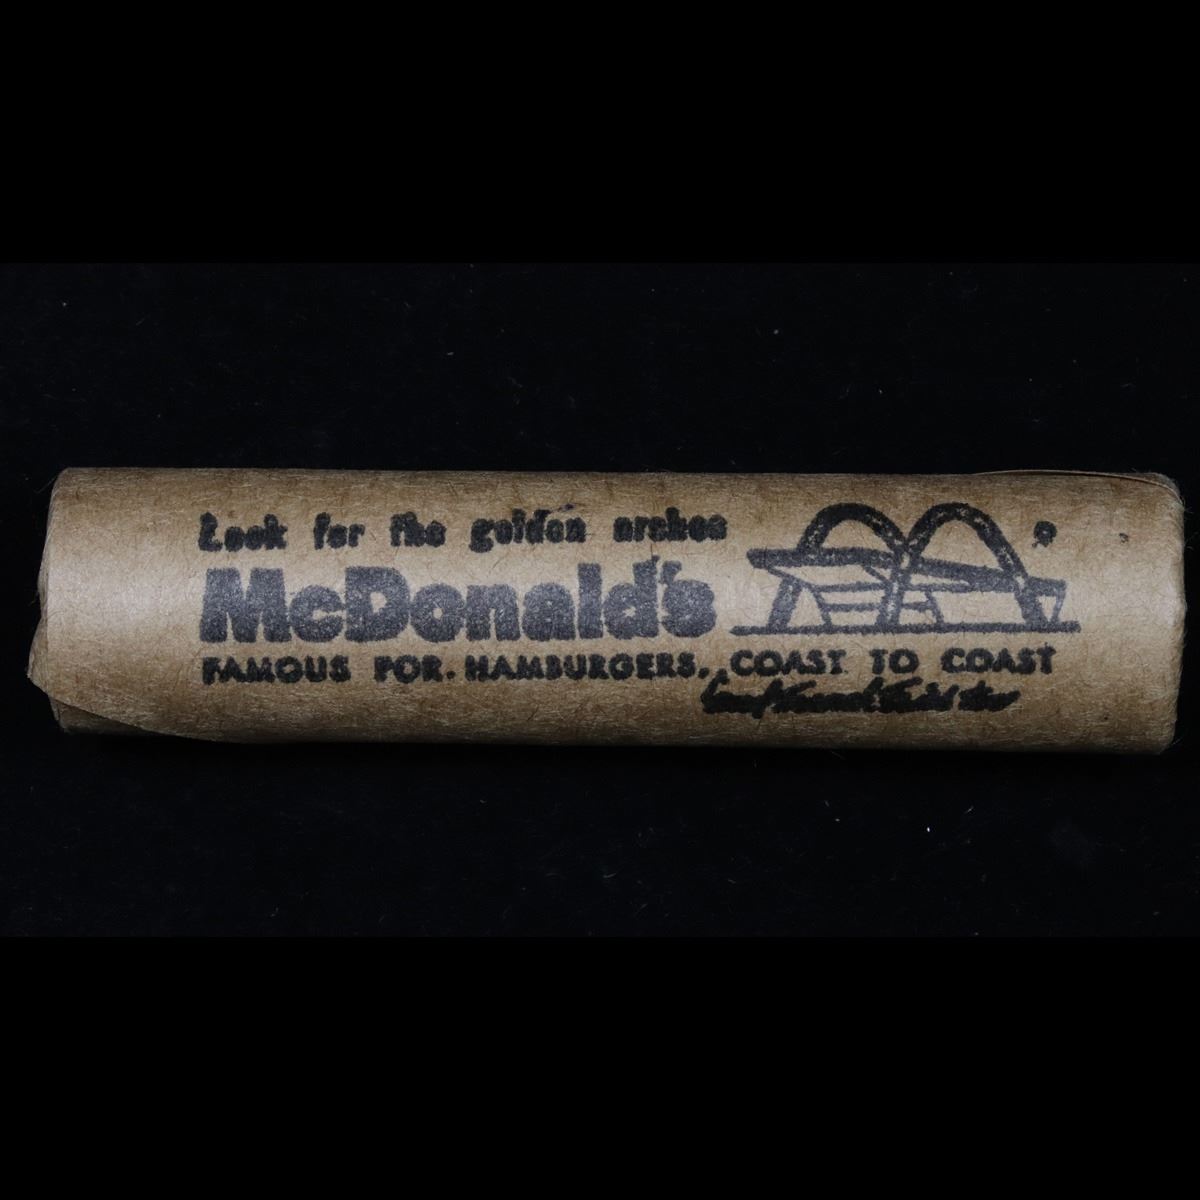 Look for the golden arches
McDonald's
FAMOUS FOR. HAMBURGERS, COAST TO COAST